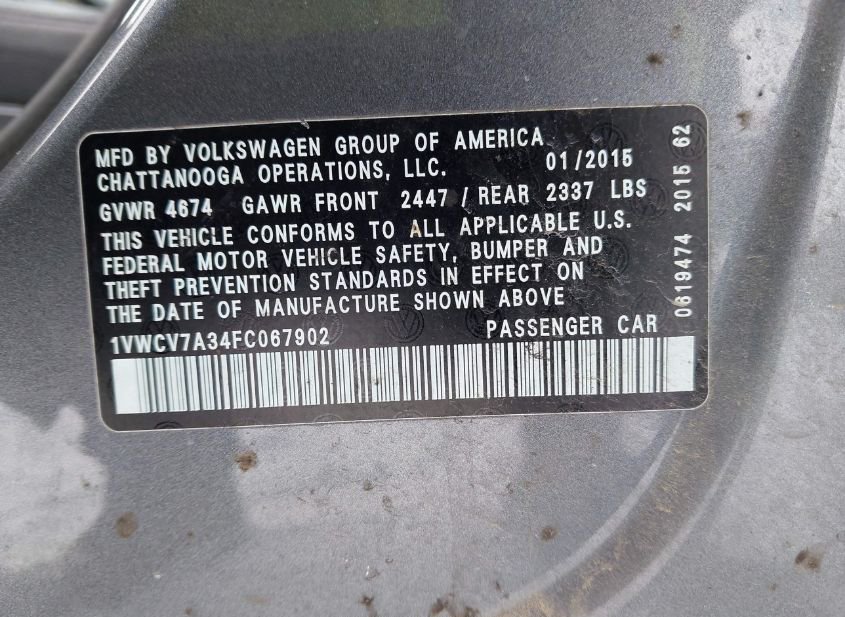 MFD BY VOLKSWAGEN GROUP OF AMERICA
CHATTANOOGA OPERATIONS, LLC. 01/2015
GVWR 4674 GAWR FRONT 2447 / REAR 2337 LBS
THIS VEHICLE CONFORMS TO ALL APPLICABLE U.S.
FEDERAL MOTOR VEHICLE SAFETY, BUMPER AND
THEFT PREVENTION STANDARDS IN EFFECT ON
THE DATE OF MANUFACTURE SHOWN ABOVE
1VWCV7A34FC067902 PASSENGER CAR
0619474 2015 62